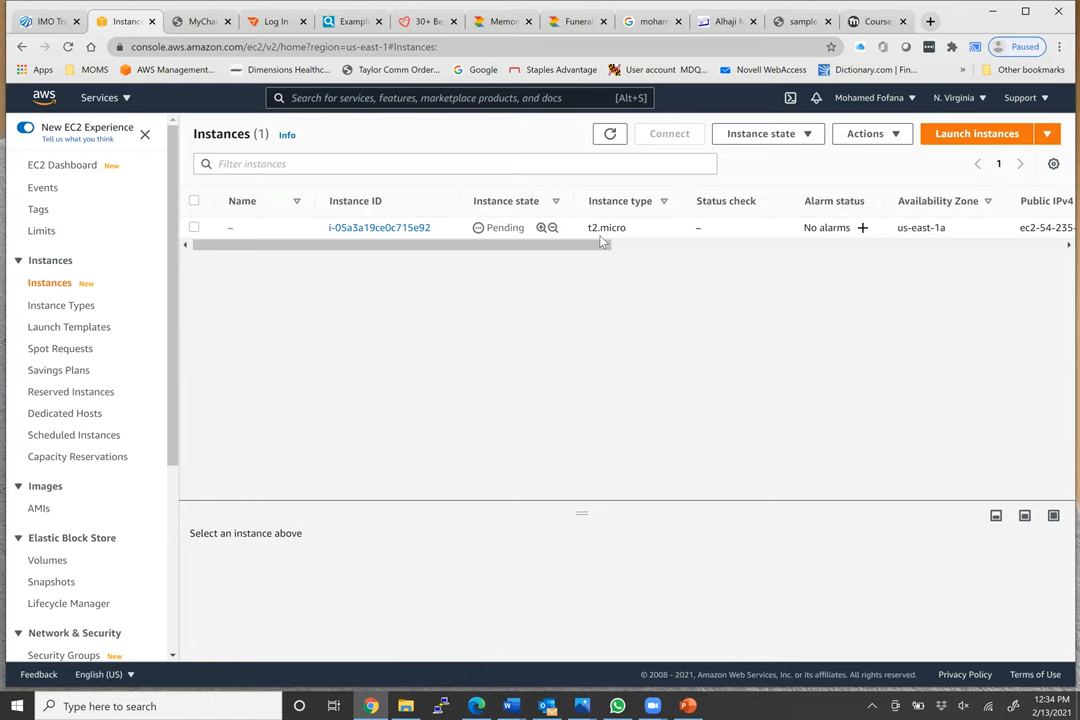 IMO Tra
Instanc
MyChar
Log In -
Example
30+ Be
Memor
Funeral
moham
Alhaji M
sample
Course
console.aws.amazon.com/ec2/v2/home?region=us-east-1#Instances:
Paused
Apps
MOMS
AWS Management...
Dimensions Healthc...
Taylor Comm Order...
Google
Staples Advantage
User account MDQ...
Novell WebAccess
Dictionary.com | Fin...
»
Other bookmarks
aws
Services
Search for services, features, marketplace products, and docs
[Alt+S]
Mohamed Fofana
N. Virginia
Support
New EC2 Experience
Tell us what you think
EC2 Dashboard New
Events
Tags
Limits
Instances
Instances New
Instance Types
Launch Templates
Spot Requests
Savings Plans
Reserved Instances
Dedicated Hosts
Scheduled Instances
Capacity Reservations
Images
AMIs
Elastic Block Store
Volumes
Snapshots
Lifecycle Manager
Network & Security
Security Groups New
Instances (1) Info
Connect
Instance state
Actions
Launch instances
Filter instances
1
Name
Instance ID
Instance state
Instance type
Status check
Alarm status
Availability Zone
Public IPv4
–
i-05a3a19ce0c715e92
Pending
t2.micro
–
No alarms +
us-east-1a
ec2-54-235-
Select an instance above
Feedback
English (US)
© 2008 - 2021, Amazon Web Services, Inc. or its affiliates. All rights reserved.
Privacy Policy
Terms of Use
Type here to search
12:34 PM
2/13/2021